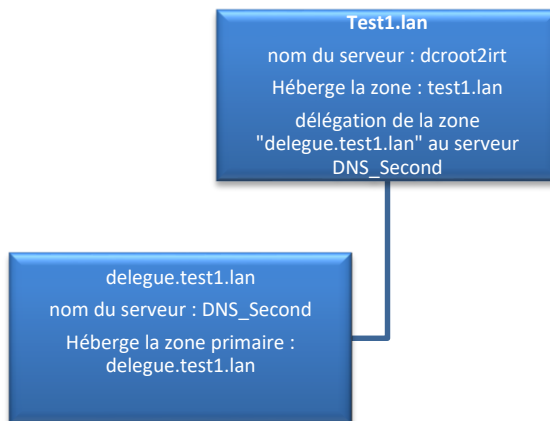 Test1.lan
nom du serveur : dcroot2irt
Héberge la zone : test1.lan
délégation de la zone
"delegue.test1.lan" au serveur
DNS_Second
delegue.test1.lan
nom du serveur : DNS_Second
Héberge la zone primaire :
delegue.test1.lan